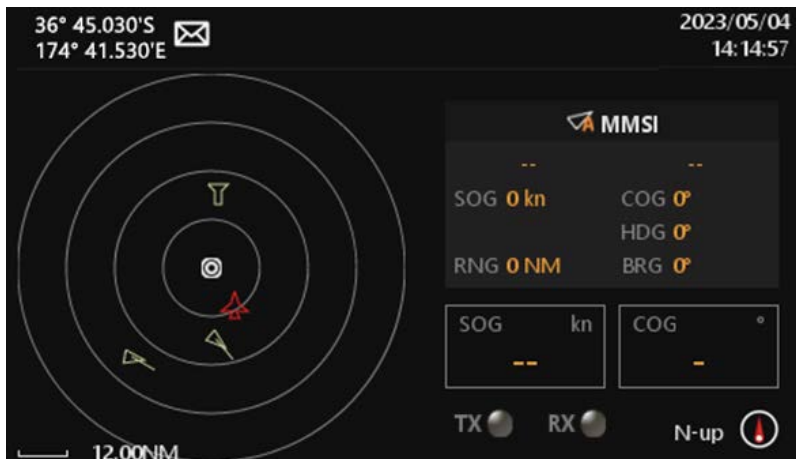 36° 45.030'S
174° 41.530'E
2023/05/04
14:14:57
A MMSI
-- --
SOG 0 kn COG 0°
HDG 0°
RNG 0 NM BRG 0°
SOG kn
--
COG °
-
TX RX
N-up
12.00NM